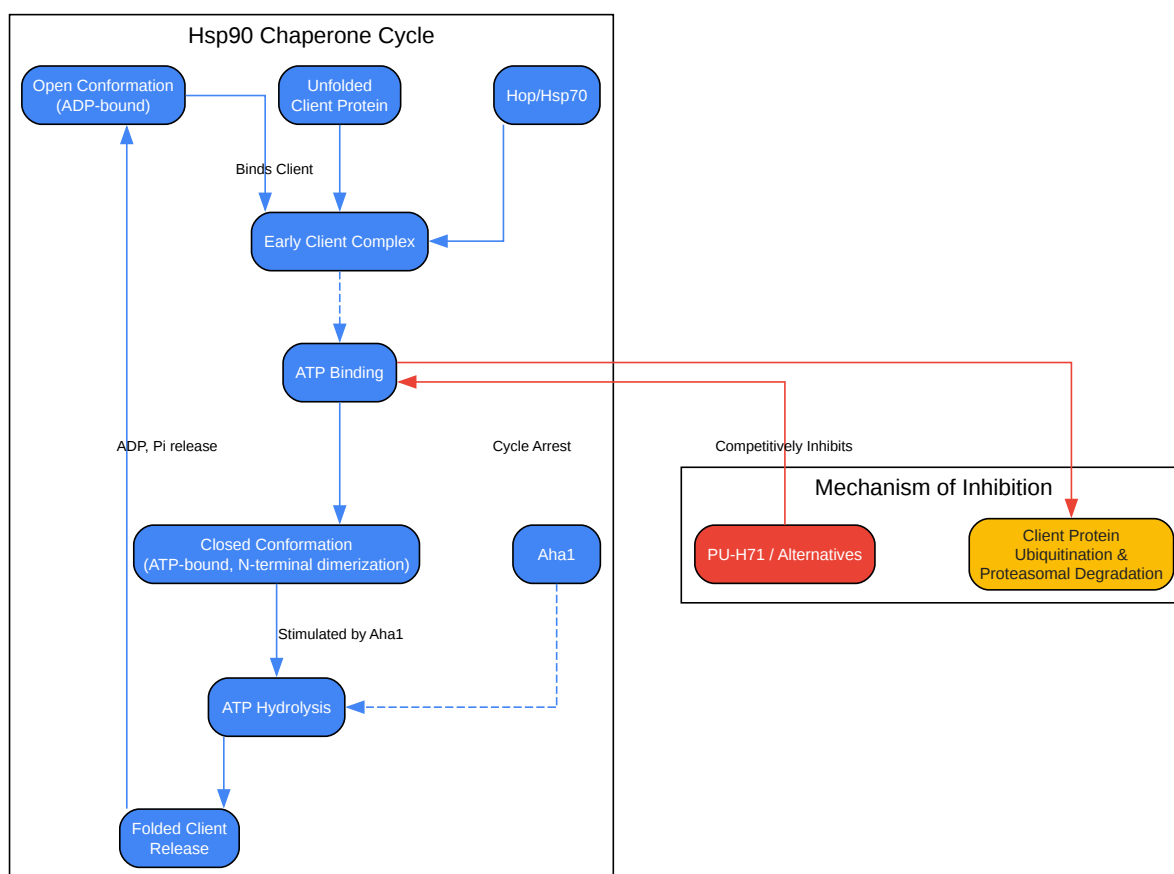 Hsp90 Chaperone Cycle
Open Conformation
(ADP-bound)
Unfolded
Client Protein
Hop/Hsp70
Binds Client
Early Client Complex
ATP Binding
ADP, Pi release
Cycle Arrest
Competitively Inhibits
Mechanism of Inhibition
Closed Conformation
(ATP-bound, N-terminal dimerization)
Aha1
PU-H71 / Alternatives
Client Protein
Ubiquitination &
Proteasomal Degradation
Stimulated by Aha1
ATP Hydrolysis
Folded Client
Release